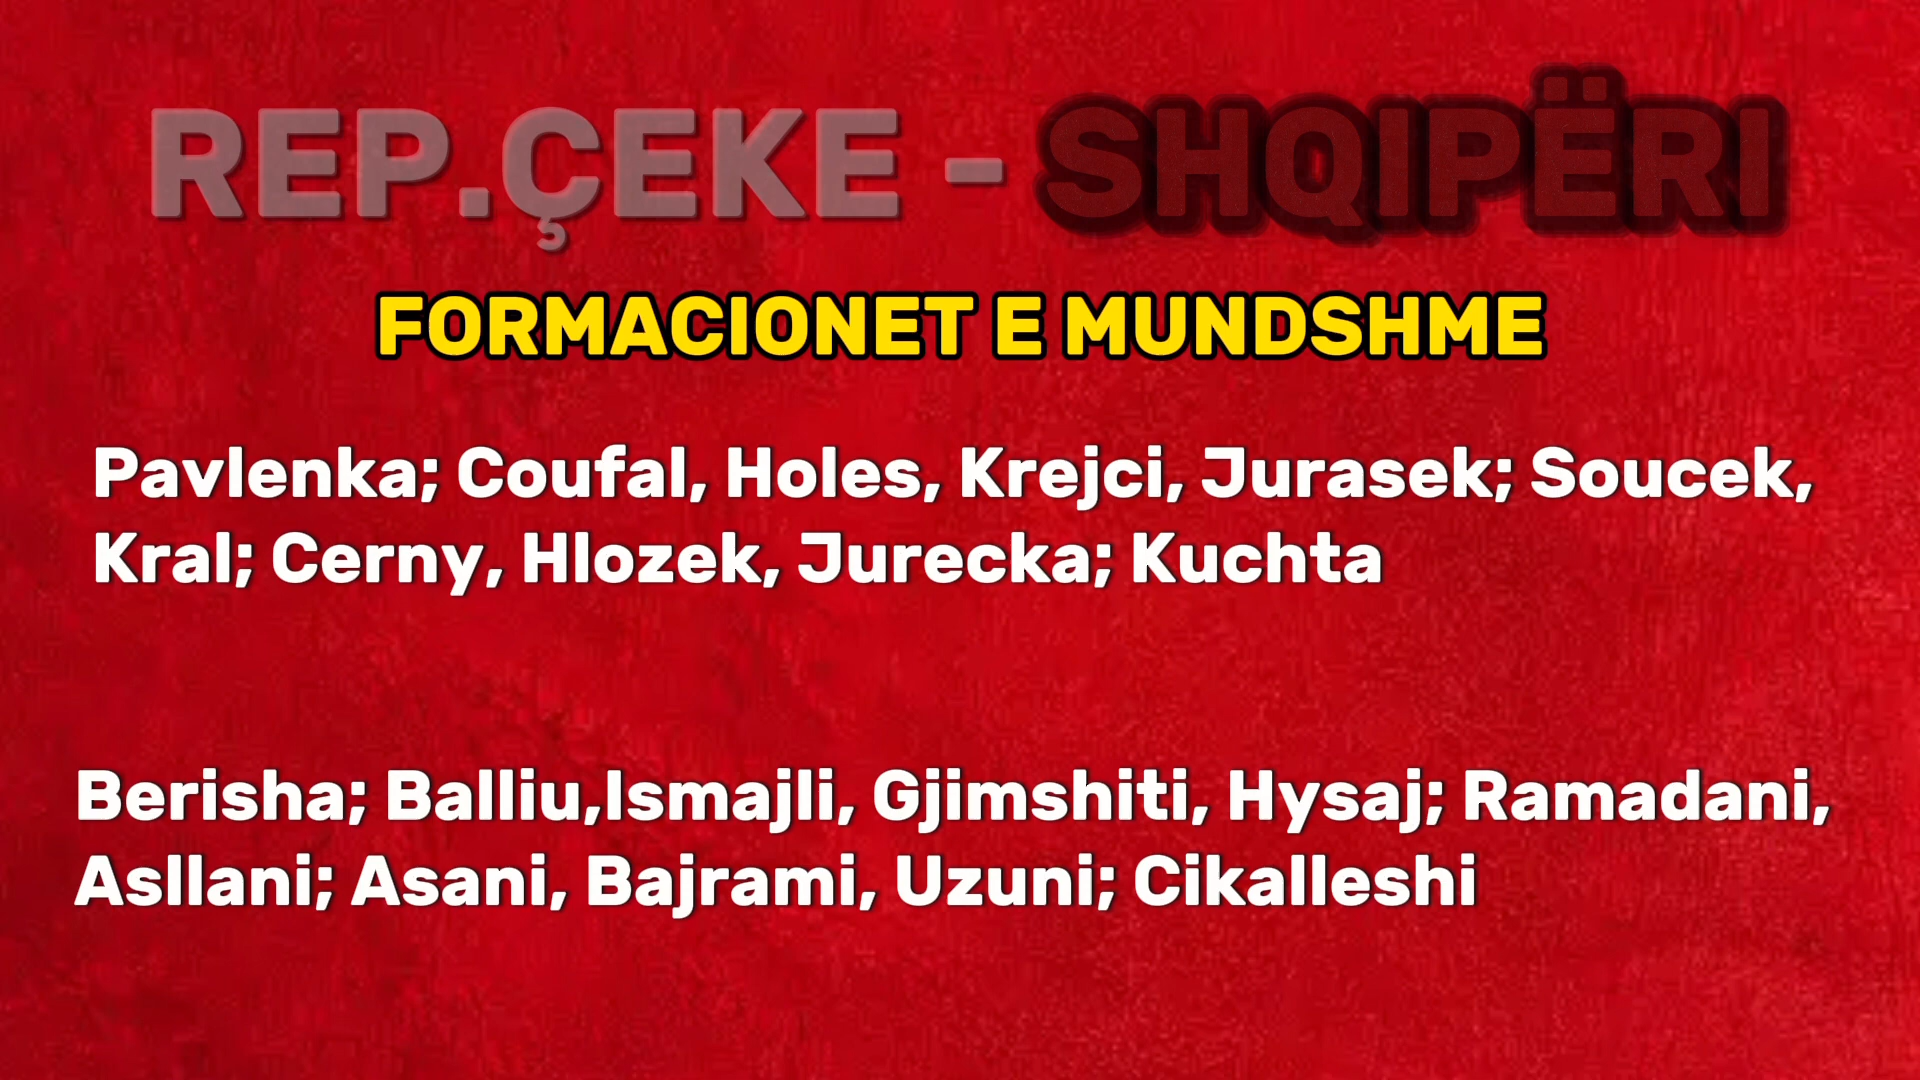 REP.ÇEKE - SHQIPËRI
FORMACIONET E MUNDSHME
Pavlenka; Coufal, Holes, Krejci, Jurasek; Soucek,
Kral; Cerny, Hlozek, Jurecka; Kuchta
Berisha; Balliu,Ismajli, Gjimshiti, Hysaj; Ramadani,
Asllani; Asani, Bajrami, Uzuni; Cikalleshi